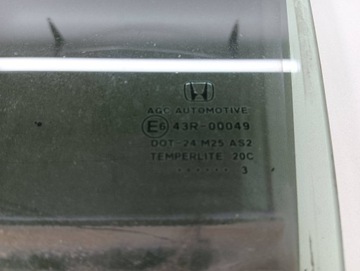 AGC AUTOMOTIVE
E6 43R-00049
DOT-24 M25 AS2
TEMPERLITE 20C
...... 3